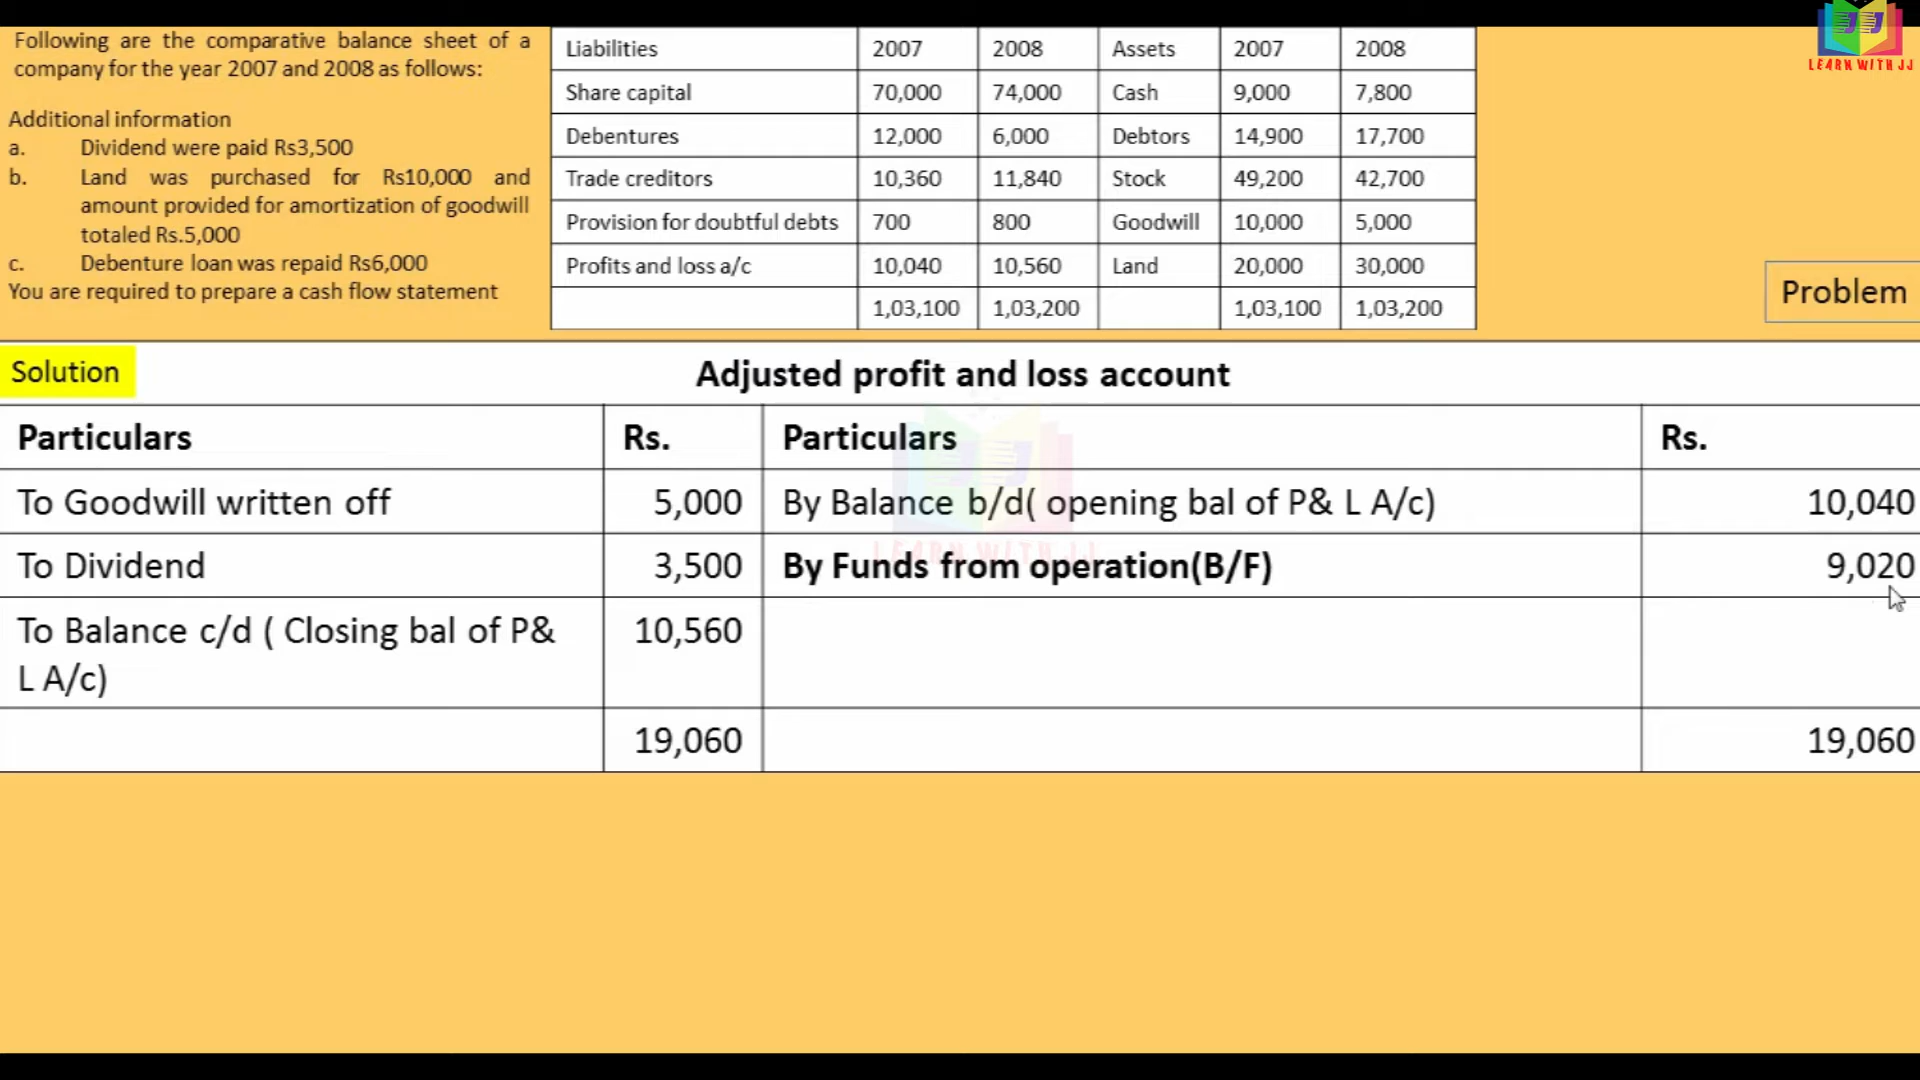 LEARN WITH JJ
Following are the comparative balance sheet of a
company for the year 2007 and 2008 as follows:
Additional information
a. Dividend were paid Rs3,500
b. Land was purchased for Rs10,000 and
amount provided for amortization of goodwill
totaled Rs.5,000
c. Debenture loan was repaid Rs6,000
You are required to prepare a cash flow statement
Liabilities 2007 2008 Assets 2007 2008
Share capital 70,000 74,000 Cash 9,000 7,800
Debentures 12,000 6,000 Debtors 14,900 17,700
Trade creditors 10,360 11,840 Stock 49,200 42,700
Provision for doubtful debts 700 800 Goodwill 10,000 5,000
Profits and loss a/c 10,040 10,560 Land 20,000 30,000
1,03,100 1,03,200 1,03,100 1,03,200
Problem
Solution
Adjusted profit and loss account
Particulars Rs. Particulars Rs.
To Goodwill written off 5,000 By Balance b/d( opening bal of P& L A/c) 10,040
To Dividend 3,500 By Funds from operation(B/F) 9,020
To Balance c/d ( Closing bal of P& 10,560
L A/c)
19,060 19,060
LEARN WITH JJ